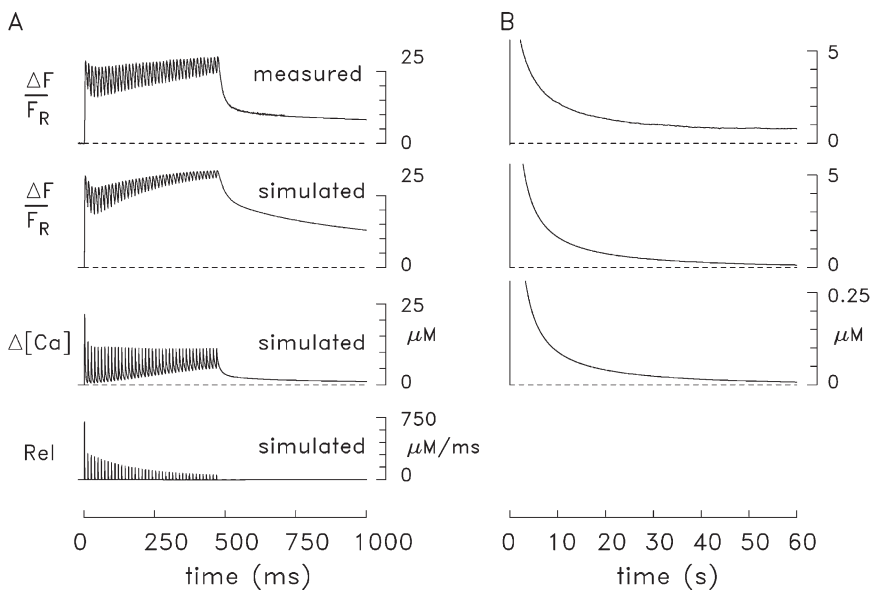 A
B
ΔF
F_R
measured
25
0
5
0
ΔF
F_R
simulated
25
0
5
0
Δ[Ca]
simulated
25
μM
0
0.25
μM
0
Rel
simulated
750
μM/ms
0
0 250 500 750 1000
time (ms)
0 10 20 30 40 50 60
time (s)